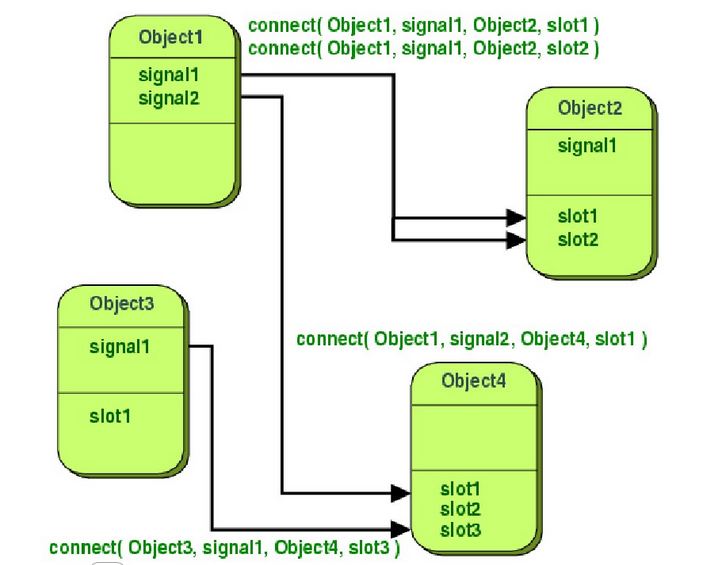 connect( Object1, signal1, Object2, slot1 )
connect( Object1, signal1, Object2, slot2 )
Object1
signal1
signal2
Object2
signal1
slot1
slot2
Object3
signal1
slot1
connect( Object1, signal2, Object4, slot1 )
Object4
slot1
slot2
slot3
connect( Object3, signal1, Object4, slot3 )